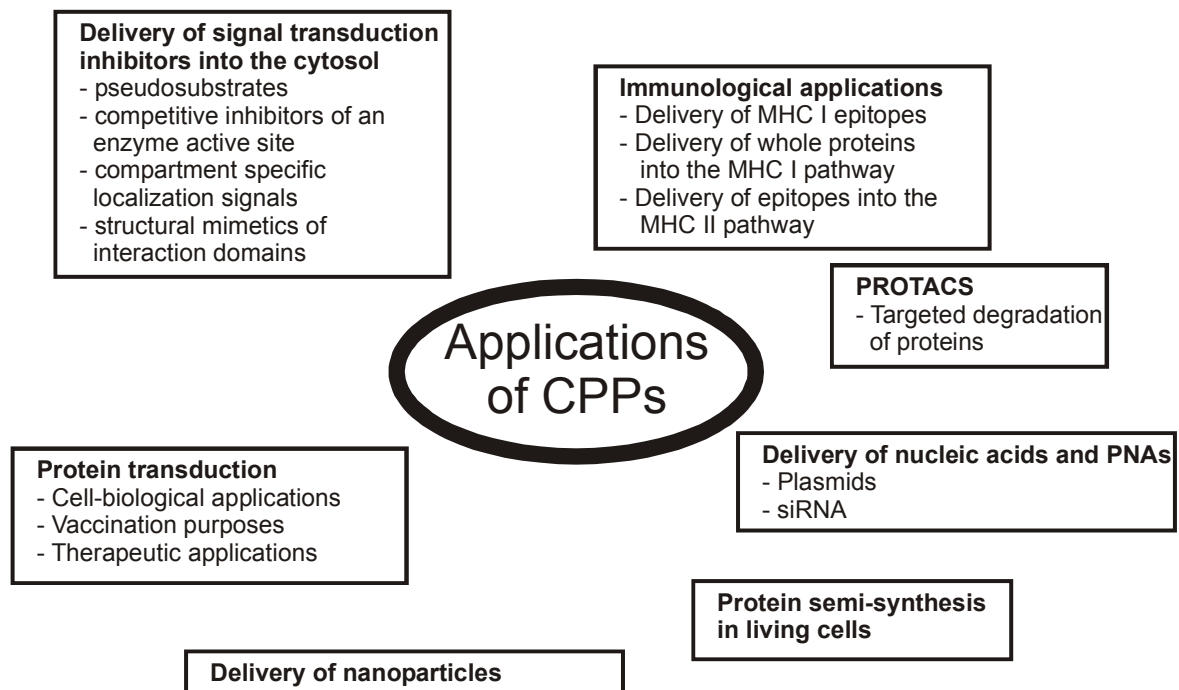 Delivery of signal transduction
inhibitors into the cytosol
- pseudosubstrates
- competitive inhibitors of an
enzyme active site
- compartment specific
localization signals
- structural mimetics of
interaction domains
Immunological applications
- Delivery of MHC I epitopes
- Delivery of whole proteins
into the MHC I pathway
- Delivery of epitopes into the
MHC II pathway
PROTACS
- Targeted degradation
of proteins
Applications
of CPPs
Protein transduction
- Cell-biological applications
- Vaccination purposes
- Therapeutic applications
Delivery of nucleic acids and PNAs
- Plasmids
- siRNA
Protein semi-synthesis
in living cells
Delivery of nanoparticles